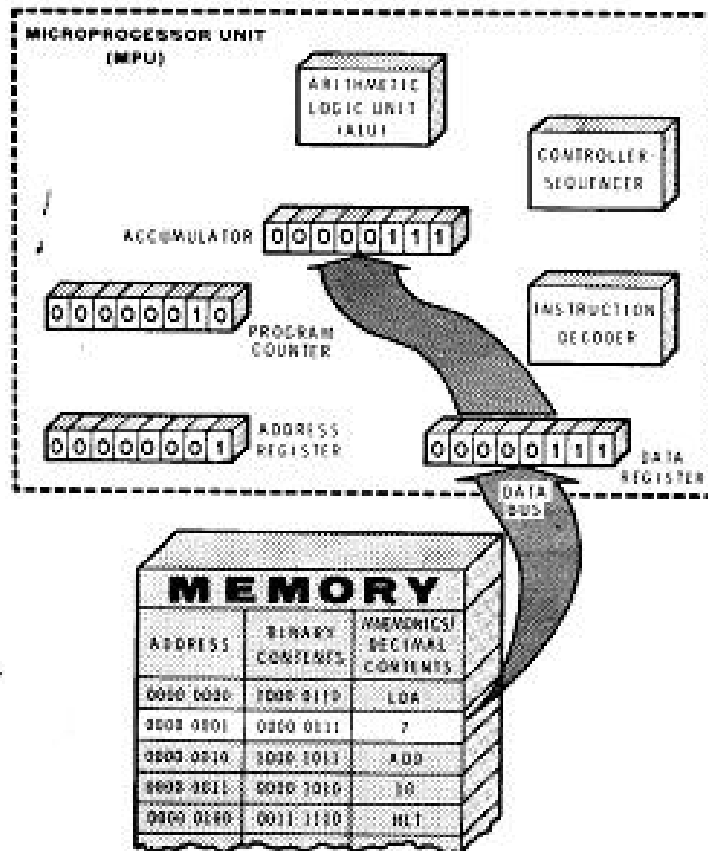 MICROPROCESSOR UNIT
(MPU)
ARITHMETIC
LOGIC UNIT
(ALU)
CONTROLLER-
SEQUENCER
ACCUMULATOR
0 0 0 0 0 1 1 1
0 0 0 0 0 0 1 0
PROGRAM
COUNTER
INSTRUCTION
DECODER
ADDRESS
REGISTER
0 0 0 0 0 0 0 1
0 0 0 0 0 1 1 1
DATA
REGISTER
DATA
BUS
MEMORY
ADDRESS BINARY CONTENTS MNEMONICS/ DECIMAL CONTENTS
0000 0000 LDA
0000 0001 0000 0111 7
0000 0010 ADD
0000 0011 0000 1010 10
0000 0100 HLT